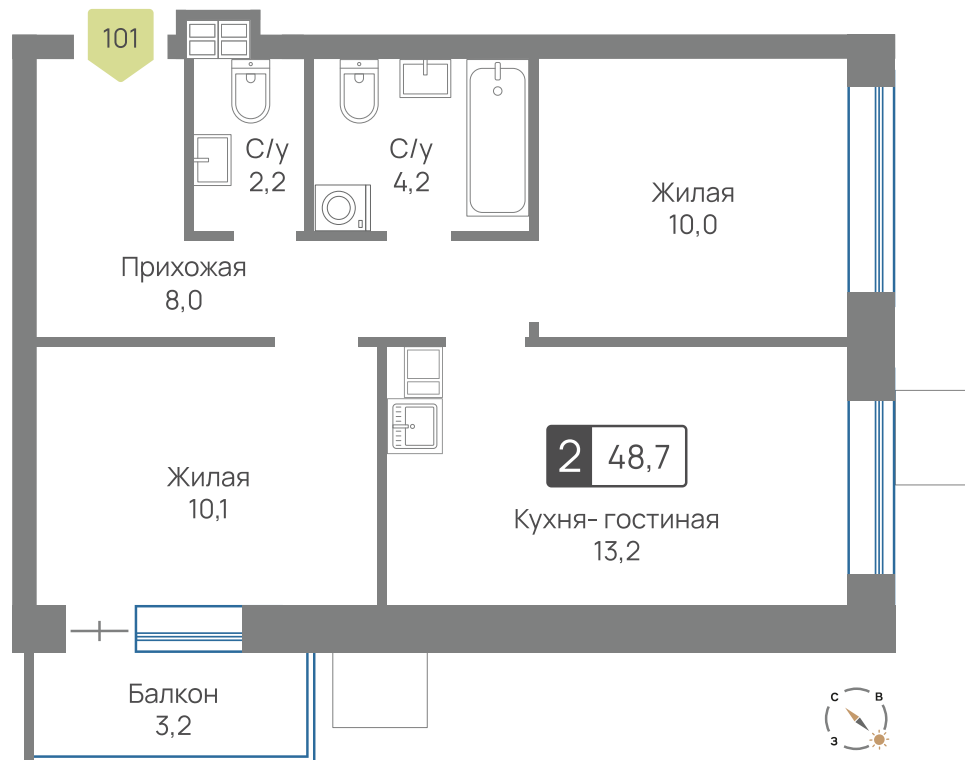 101
С/у
2,2
С/у
4,2
Жилая
10,0
Прихожая
8,0
2 48,7
Жилая
10,1
Кухня- гостиная
13,2
Балкон
3,2
С В
З